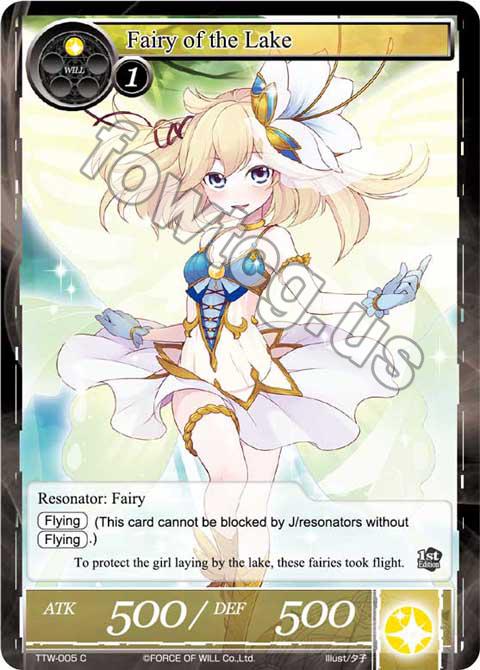 Fairy of the Lake
WILL
1
fowtcg.us
Resonator: Fairy
Flying (This card cannot be blocked by J/resonators without
Flying.)
1st
Edition
To protect the girl laying by the lake, these fairies took flight.
ATK 500/ DEF 500
TTW-005 C ©FORCE OF WILL Co.,Ltd. Illust/夕子